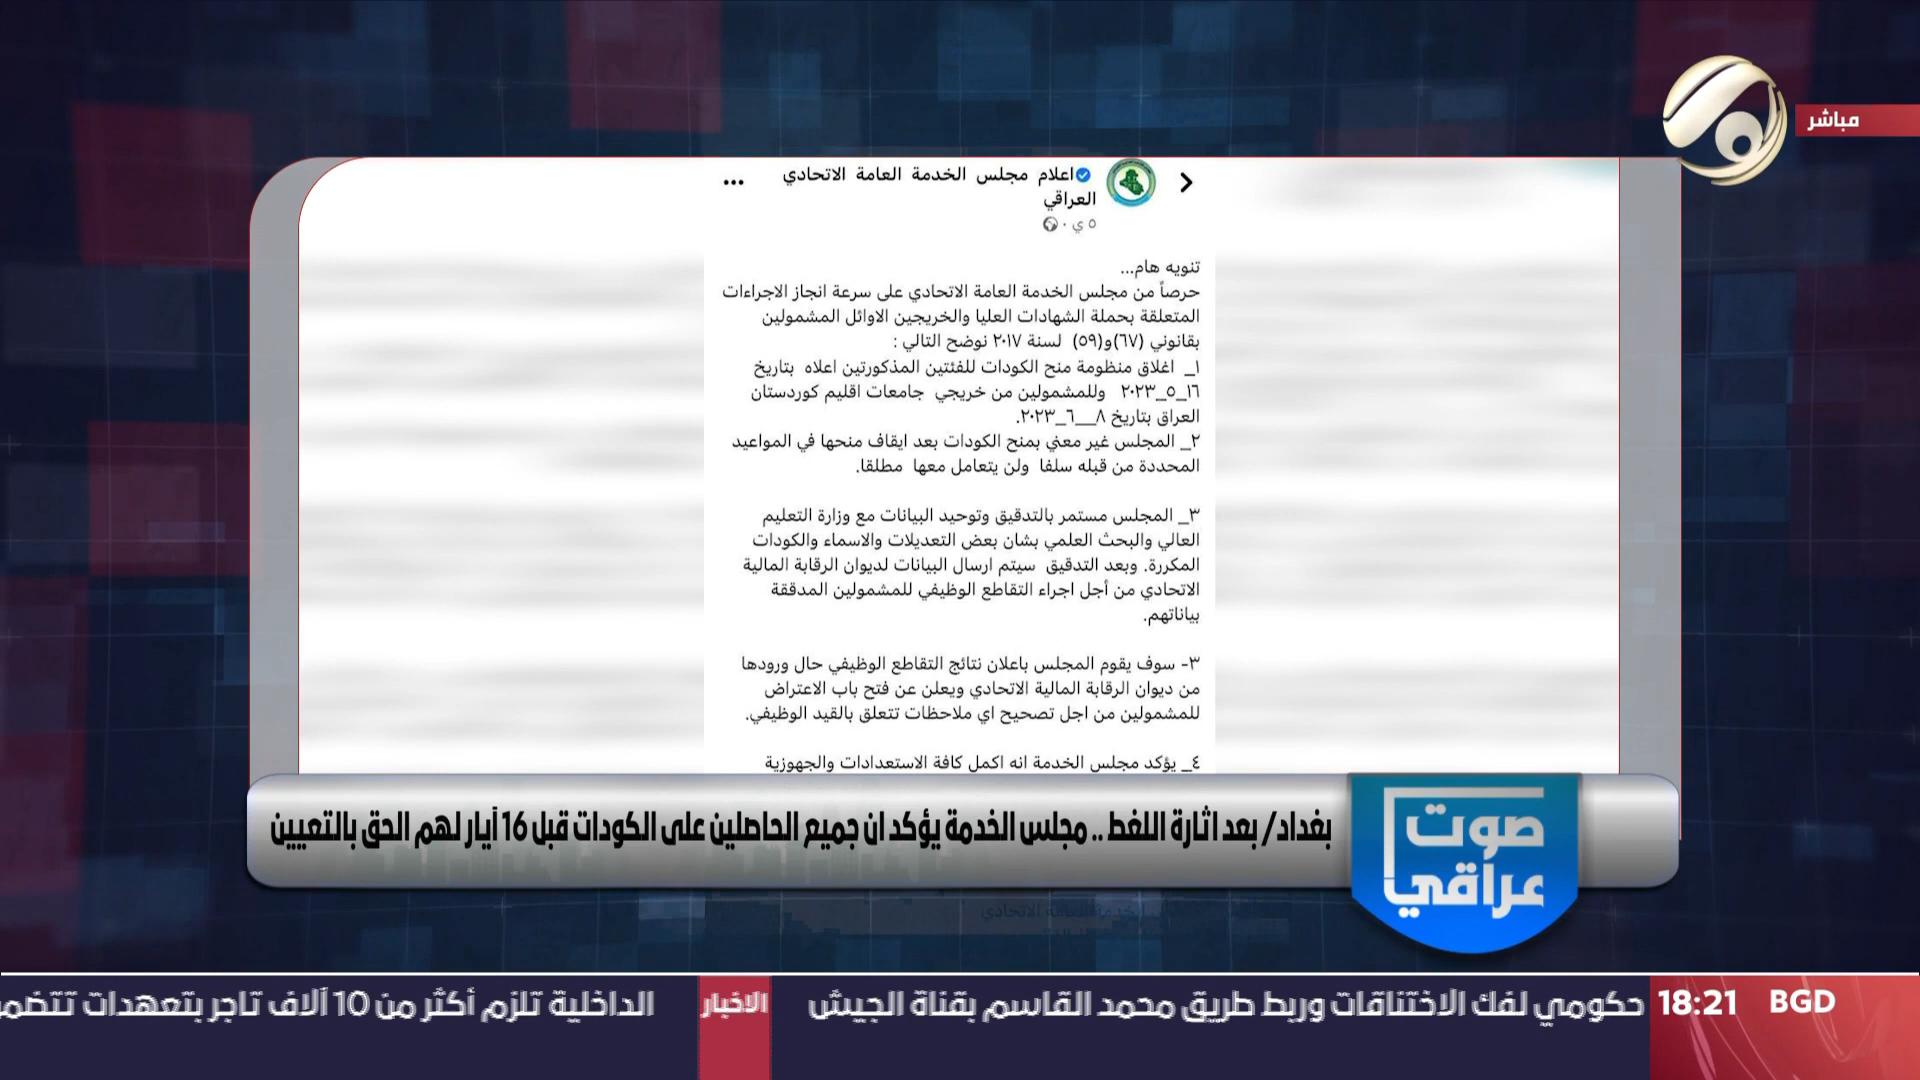 مباشر
اعلام مجلس الخدمة العامة الاتحادي
العراقي
٥ ي ·
تنويه هام...
حرصاً من مجلس الخدمة العامة الاتحادي على سرعة انجاز الاجراءات
المتعلقة بحملة الشهادات العليا والخريجين الاوائل المشمولين
بقانوني (٦٧)و(٥٩) لسنة ٢٠١٧ نوضح التالي :
١_ اغلاق منظومة منح الكودات للفئتين المذكورتين اعلاه بتاريخ
١٦_٥_٢٠٢٣ وللمشمولين من خريجي جامعات اقليم كوردستان
العراق بتاريخ ٨__٦_٢٠٢٣.
٢_ المجلس غير معني بمنح الكودات بعد ايقاف منحها في المواعيد
المحددة من قبله سلفا ولن يتعامل معها مطلقا.
٣_ المجلس مستمر بالتدقيق وتوحيد البيانات مع وزارة التعليم
العالي والبحث العلمي بشان بعض التعديلات والاسماء والكودات
المكررة. وبعد التدقيق سيتم ارسال البيانات لديوان الرقابة المالية
الاتحادي من أجل اجراء التقاطع الوظيفي للمشمولين المدققة
بياناتهم.
٣- سوف يقوم المجلس باعلان نتائج التقاطع الوظيفي حال ورودها
من ديوان الرقابة المالية الاتحادي ويعلن عن فتح باب الاعتراض
للمشمولين من اجل تصحيح اي ملاحظات تتعلق بالقيد الوظيفي.
٤_ يؤكد مجلس الخدمة انه اكمل كافة الاستعدادات والجهوزية
صوت
عراقي
بغداد/ بعد اثارة اللغط .. مجلس الخدمة يؤكد ان جميع الحاصلين على الكودات قبل 16 آيار لهم الحق بالتعيين
الخدمة العامة الاتحادي
BGD 18:21
حكومي لفك الاختناقات وربط طريق محمد القاسم بقناة الجيش
الاخبار
الداخلية تلزم أكثر من 10 آلاف تاجر بتعهدات